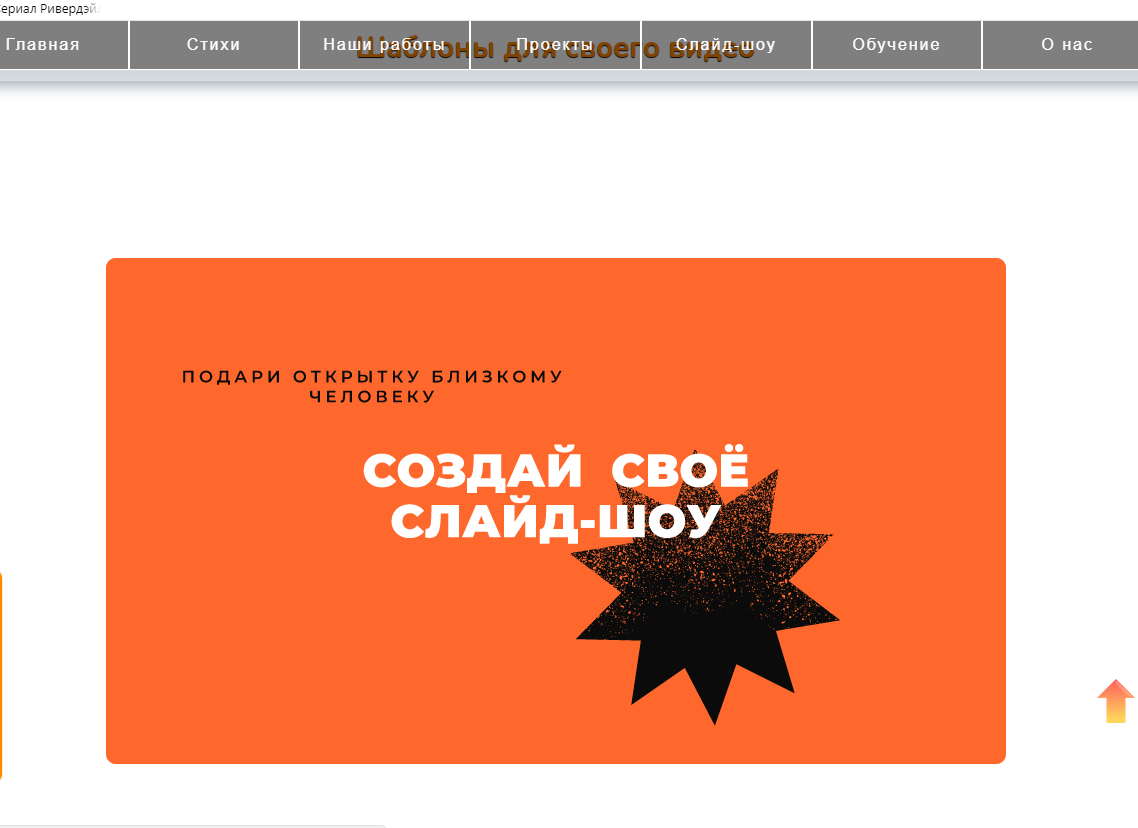 ериал Ривердэйл
Главная
Стихи
Наши работы
Проекты
Слайд-шоу
Обучение
О нас
Шаблоны для своего видео
ПОДАРИ ОТКРЫТКУ БЛИЗКОМУ
ЧЕЛОВЕКУ
СОЗДАЙ СВОЁ
СЛАЙД-ШОУ